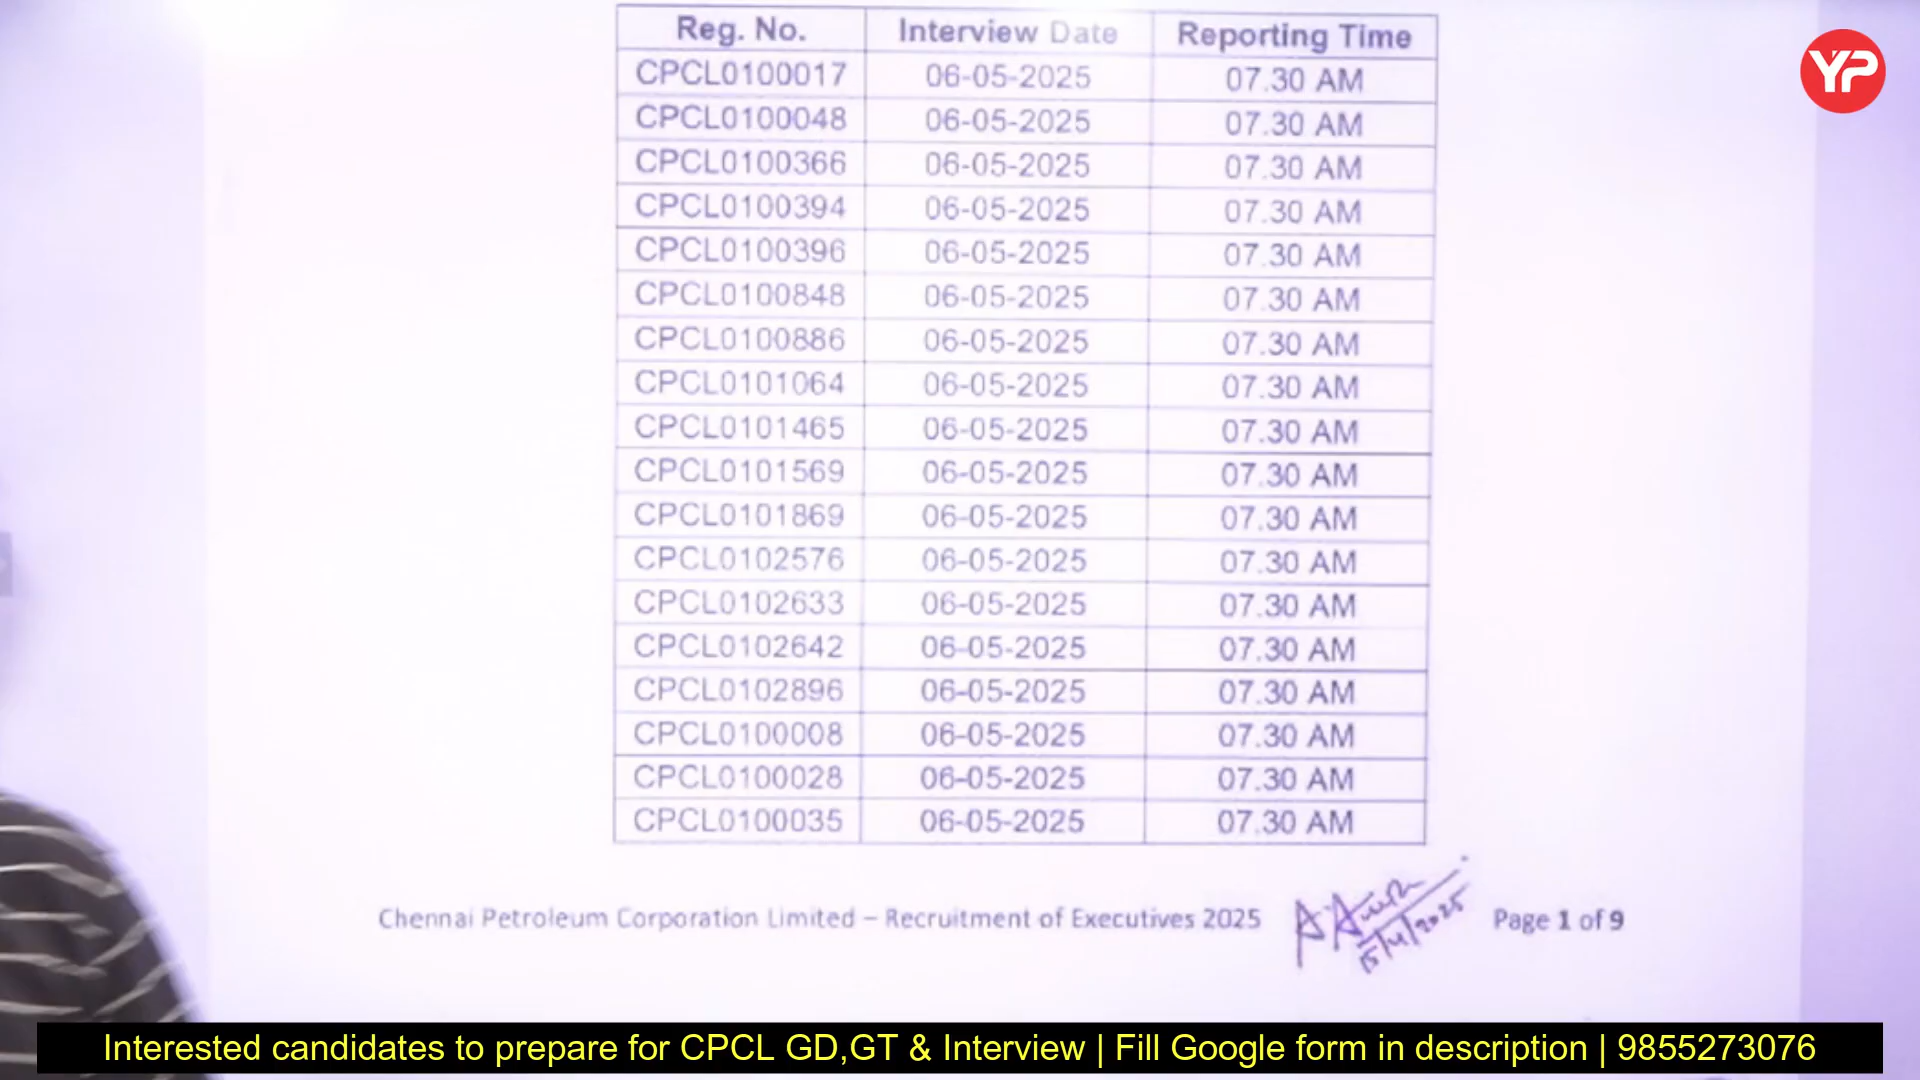 Reg. No. Interview Date Reporting Time
YP
CPCL0100017 06-05-2025 07.30 AM
CPCL0100048 06-05-2025 07.30 AM
CPCL0100366 06-05-2025 07.30 AM
CPCL0100394 06-05-2025 07.30 AM
CPCL0100396 06-05-2025 07.30 AM
CPCL0100848 06-05-2025 07.30 AM
CPCL0100886 06-05-2025 07.30 AM
CPCL0101064 06-05-2025 07.30 AM
CPCL0101465 06-05-2025 07.30 AM
CPCL0101569 06-05-2025 07.30 AM
CPCL0101869 06-05-2025 07.30 AM
CPCL0102576 06-05-2025 07.30 AM
CPCL0102633 06-05-2025 07.30 AM
CPCL0102642 06-05-2025 07.30 AM
CPCL0102896 06-05-2025 07.30 AM
CPCL0100008 06-05-2025 07.30 AM
CPCL0100028 06-05-2025 07.30 AM
CPCL0100035 06-05-2025 07.30 AM
Chennai Petroleum Corporation Limited – Recruitment of Executives 2025 Page 1 of 9
15/4/2025
Interested candidates to prepare for CPCL GD,GT & Interview | Fill Google form in description | 9855273076